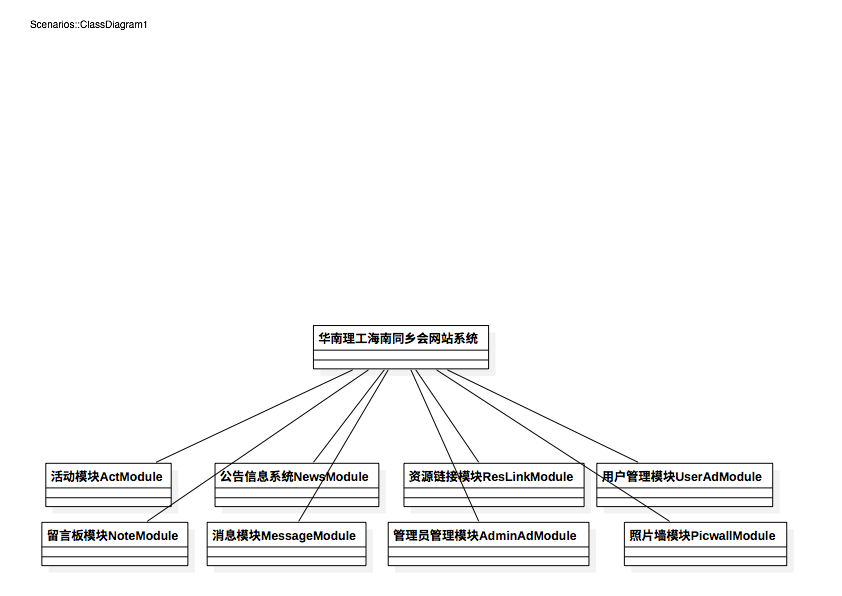 Scenarios::ClassDiagram1
华南理工海南同乡会网站系统
活动模块ActModule
公告信息系统NewsModule
资源链接模块ResLinkModule
用户管理模块UserAdModule
留言板模块NoteModule
消息模块MessageModule
管理员管理模块AdminAdModule
照片墙模块PicwallModule